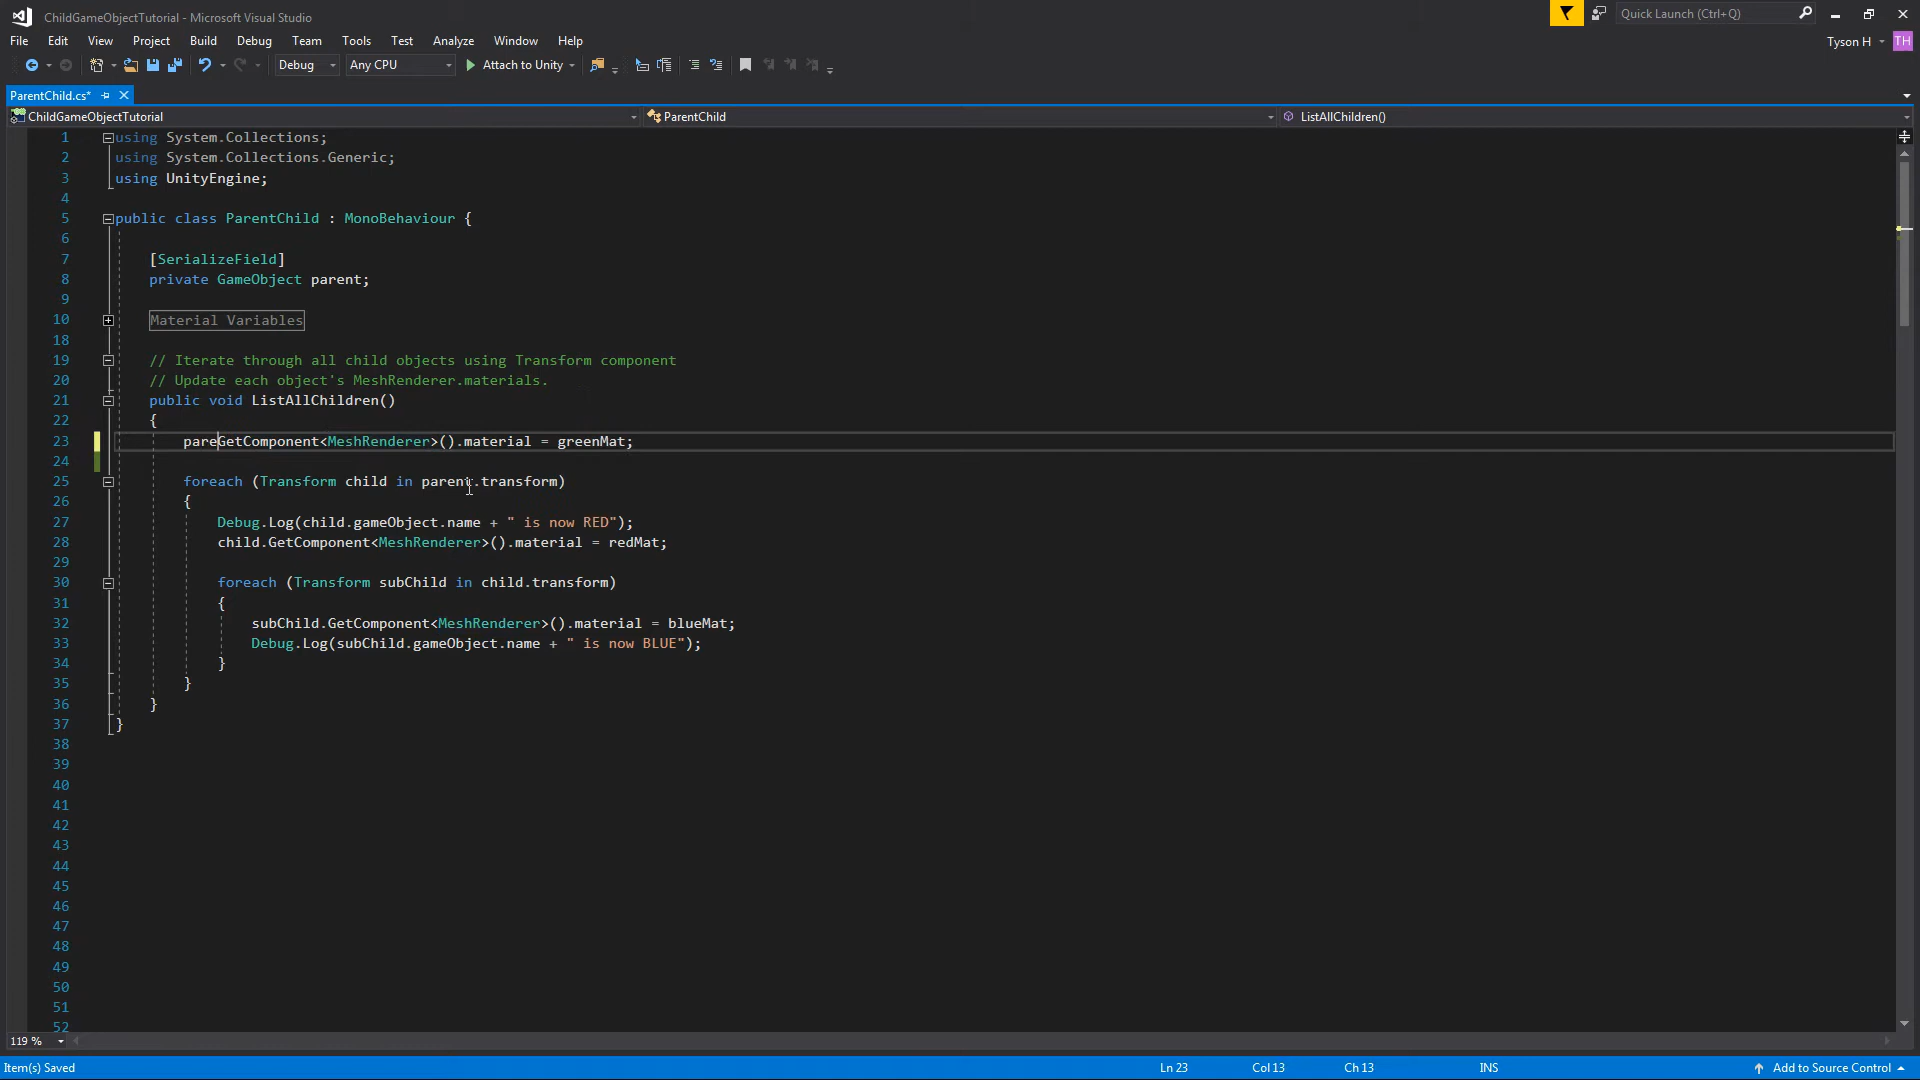 ChildGameObjectTutorial - Microsoft Visual Studio
Quick Launch (Ctrl+Q)
File Edit View Project Build Debug Team Tools Test Analyze Window Help
Tyson H
TH
Debug Any CPU Attach to Unity
ParentChild.cs*
ChildGameObjectTutorial ParentChild ListAllChildren()
1 using System.Collections;
2 using System.Collections.Generic;
3 using UnityEngine;
4
5 public class ParentChild : MonoBehaviour {
6
7 [SerializeField]
8 private GameObject parent;
9
10 Material Variables
18
19 // Iterate through all child objects using Transform component
20 // Update each object's MeshRenderer.materials.
21 public void ListAllChildren()
22 {
23 pareGetComponent<MeshRenderer>().material = greenMat;
24
25 foreach (Transform child in parent.transform)
26 {
27 Debug.Log(child.gameObject.name + " is now RED");
28 child.GetComponent<MeshRenderer>().material = redMat;
29
30 foreach (Transform subChild in child.transform)
31 {
32 subChild.GetComponent<MeshRenderer>().material = blueMat;
33 Debug.Log(subChild.gameObject.name + " is now BLUE");
34 }
35 }
36 }
37 }
38
39
40
41
42
43
44
45
46
47
48
49
50
51
52
119 %
Item(s) Saved Ln 23 Col 13 Ch 13 INS Add to Source Control